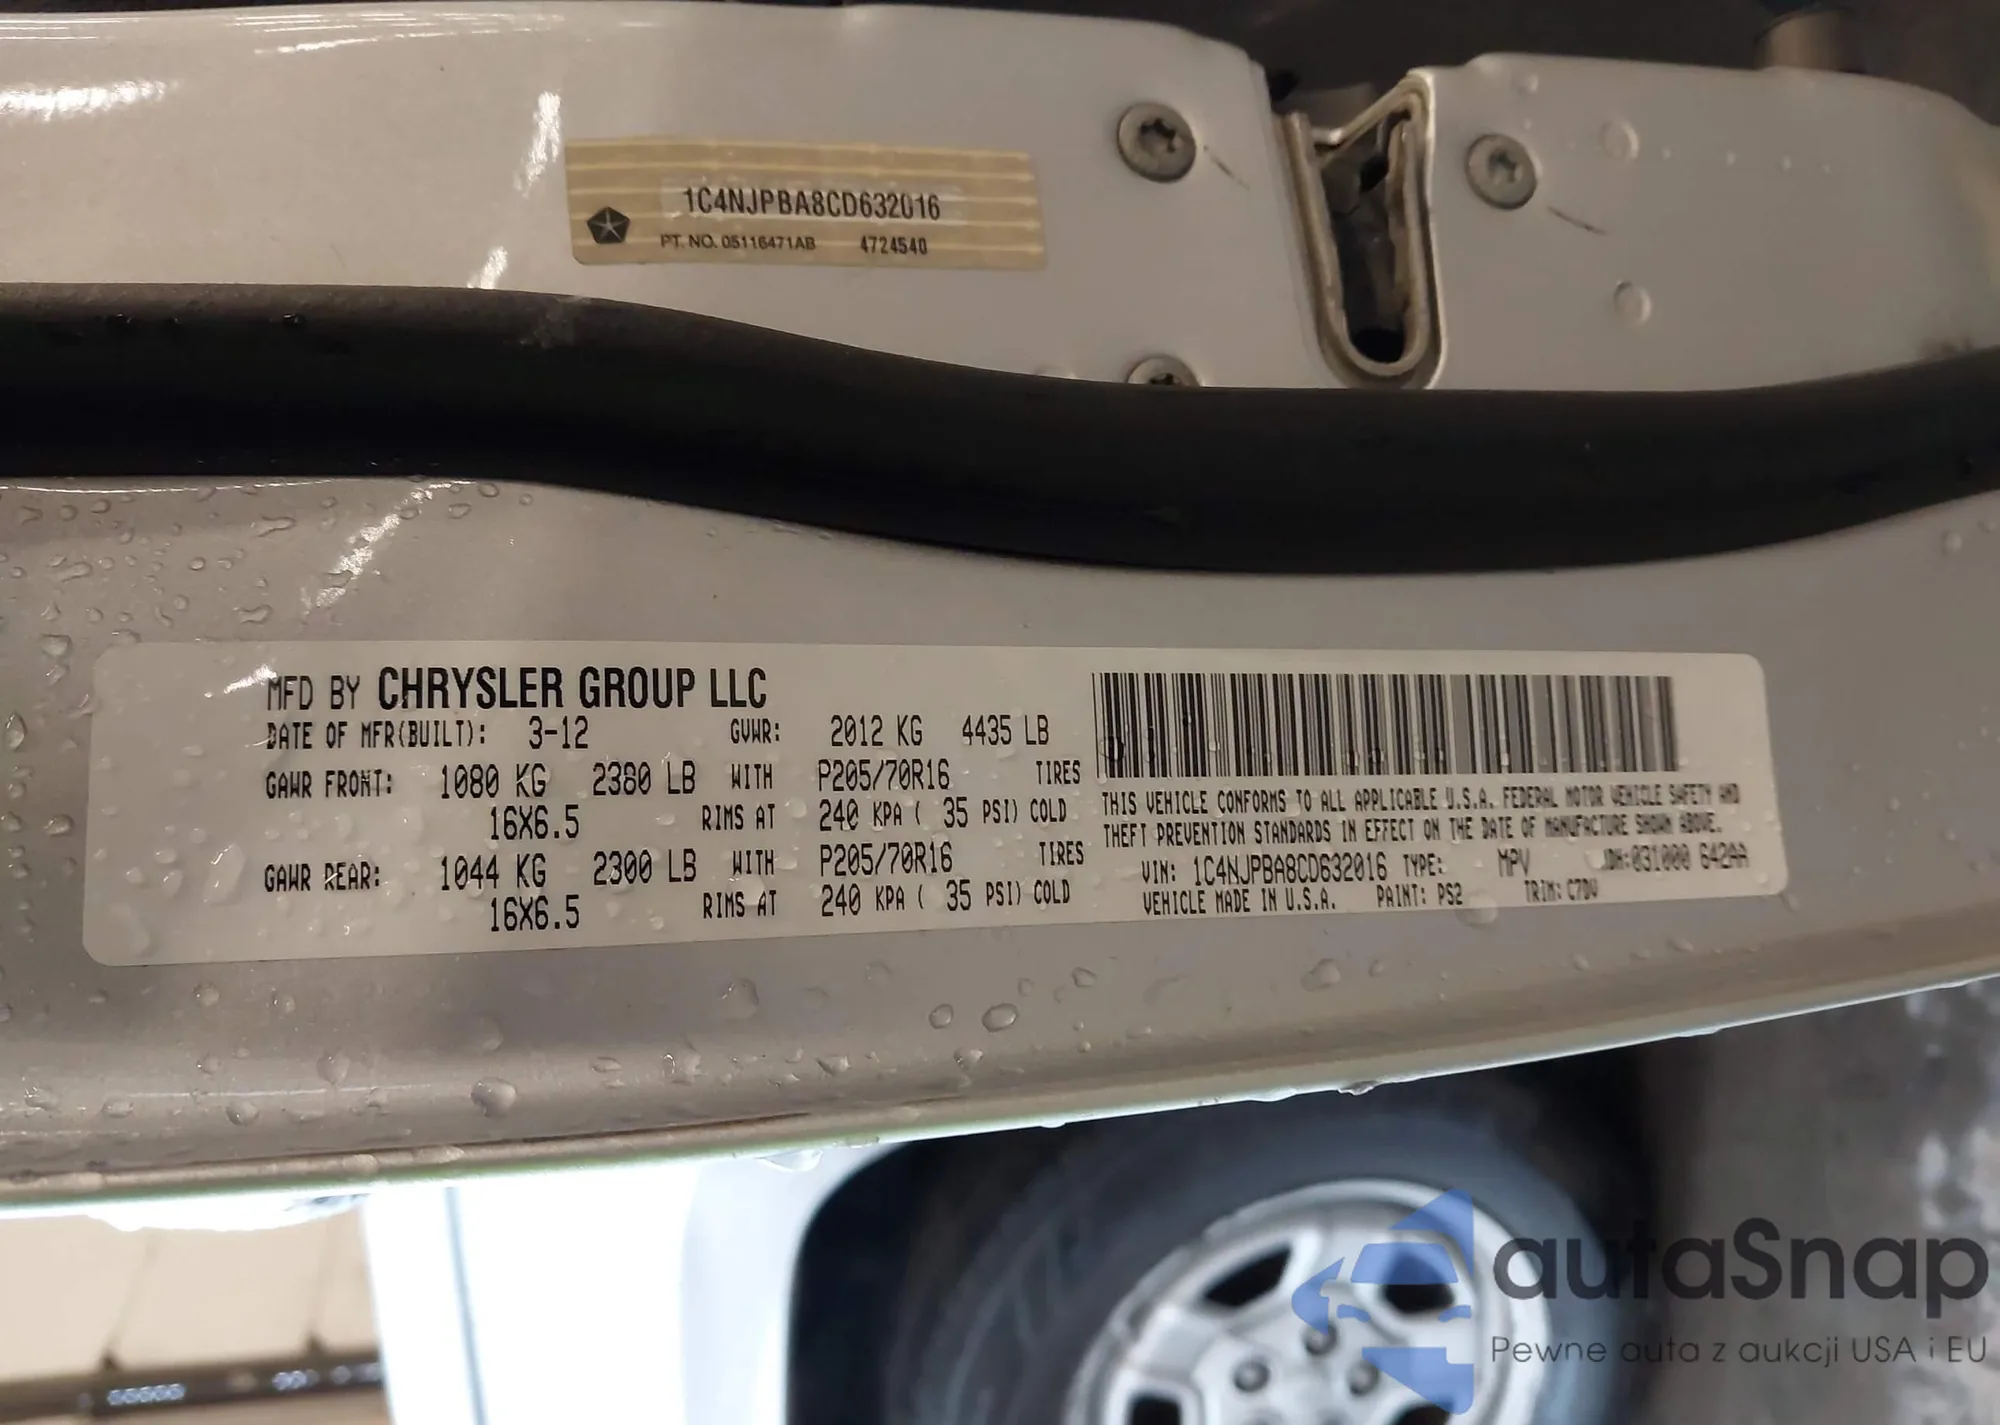 1C4NJPBA8CD632016
PT. NO. 05116471AB 4724540
MFD BY CHRYSLER GROUP LLC
DATE OF MFR(BUILT): 3-12 GVWR: 2012 KG 4435 LB
GAWR FRONT: 1080 KG 2380 LB WITH P205/70R16 TIRES
16X6.5 RIMS AT 240 KPA ( 35 PSI) COLD
GAWR REAR: 1044 KG 2300 LB WITH P205/70R16 TIRES
16X6.5 RIMS AT 240 KPA ( 35 PSI) COLD
THIS VEHICLE CONFORMS TO ALL APPLICABLE U.S.A. FEDERAL MOTOR VEHICLE SAFETY AND
THEFT PREVENTION STANDARDS IN EFFECT ON THE DATE OF MANUFACTURE SHOWN ABOVE.
VIN: 1C4NJPBA8CD632016 TYPE: MPV MDH:031000 642AA
VEHICLE MADE IN U.S.A. PAINT: PS2 TRIM: C7DV
autaSnap
Pewne auta z aukcji USA i EU